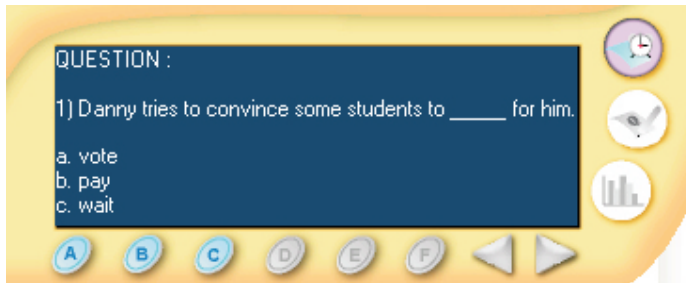 QUESTION :
1) Danny tries to convince some students to _____ for him.
a. vote
b. pay
c. wait
A B C D E F